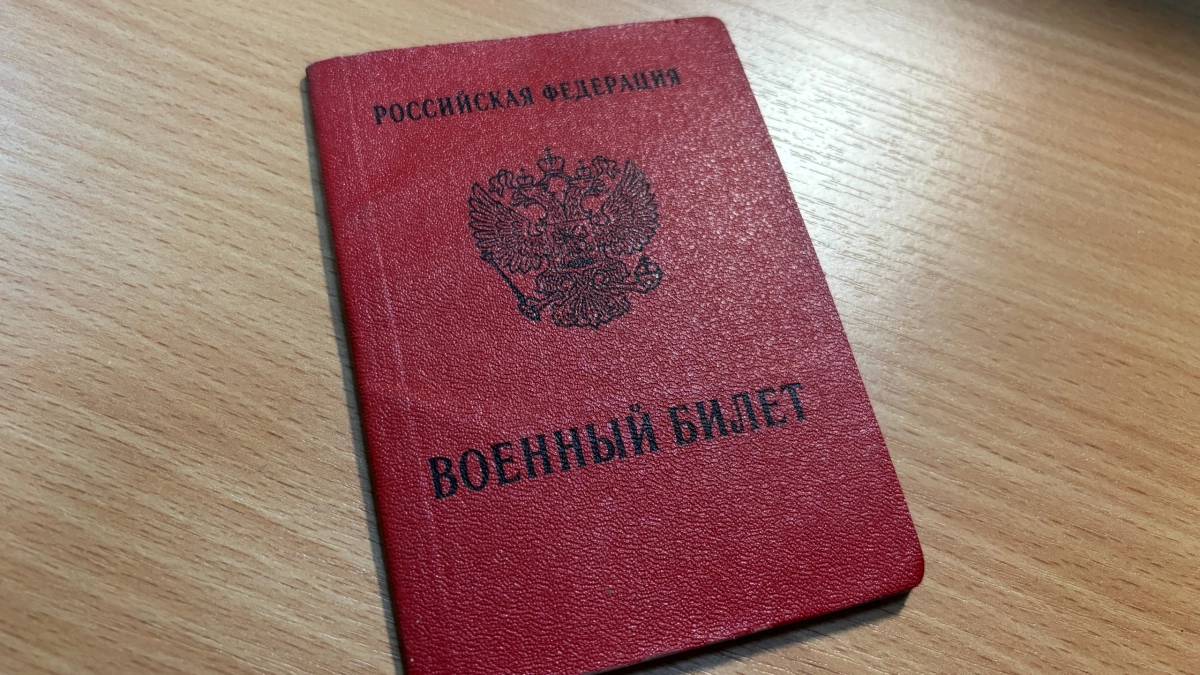 РОССИЙСКАЯ ФЕДЕРАЦИЯ
ВОЕННЫЙ БИЛЕТ